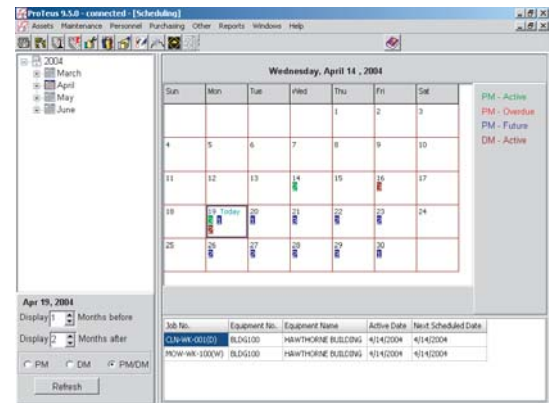 ProTeus 9.5.0 - connected - [Scheduling]
Assets Maintenance Personnel Purchasing Other Reports Windows Help
2004
March
April
May
June
Wednesday, April 14 , 2004
Sun Mon Tue Wed Thu Fri Sat
1 2 3
4 5 6 7 8 9 10
11 12 13 14 15 16 17
18 19 Today 20 21 22 23 24
25 26 27 28 29 30
PM - Active
PM - Overdue
PM - Future
DM - Active
Apr 19, 2004
Display 1 Months before
Display 2 Months after
PM DM PM/DM
Refresh
Job No. Equipment No. Equipment Name Active Date Next Scheduled Date
CLN-WK-001(D) BLDG100 HAWTHORNE BUILDING 4/14/2004 4/14/2004
MOW-WK-100(W) BLDG100 HAWTHORNE BUILDING 4/14/2004 4/14/2004